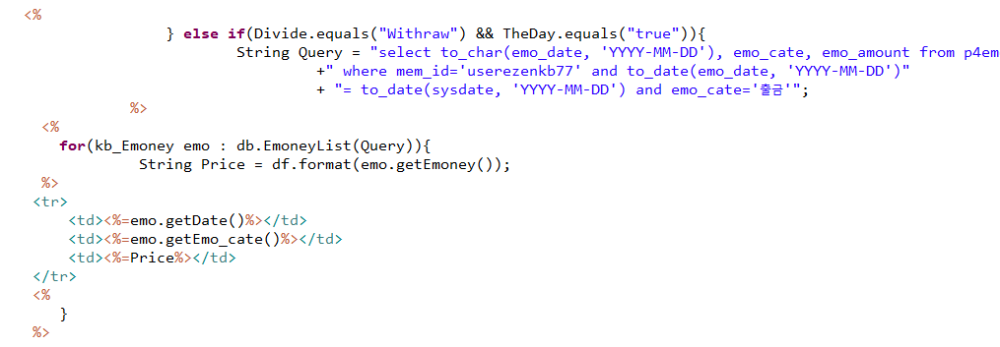 <%
} else if(Divide.equals("Withraw") && TheDay.equals("true")){
String Query = "select to_char(emo_date, 'YYYY-MM-DD'), emo_cate, emo_amount from p4em
+" where mem_id='userezenkb77' and to_date(emo_date, 'YYYY-MM-DD')"
+ "= to_date(sysdate, 'YYYY-MM-DD') and emo_cate='출금'";
%>
<%
for(kb_Emoney emo : db.EmoneyList(Query)){
String Price = df.format(emo.getEmoney());
%>
<tr>
<td><%=emo.getDate()%></td>
<td><%=emo.getEmo_cate()%></td>
<td><%=Price%></td>
</tr>
<%
}
%>